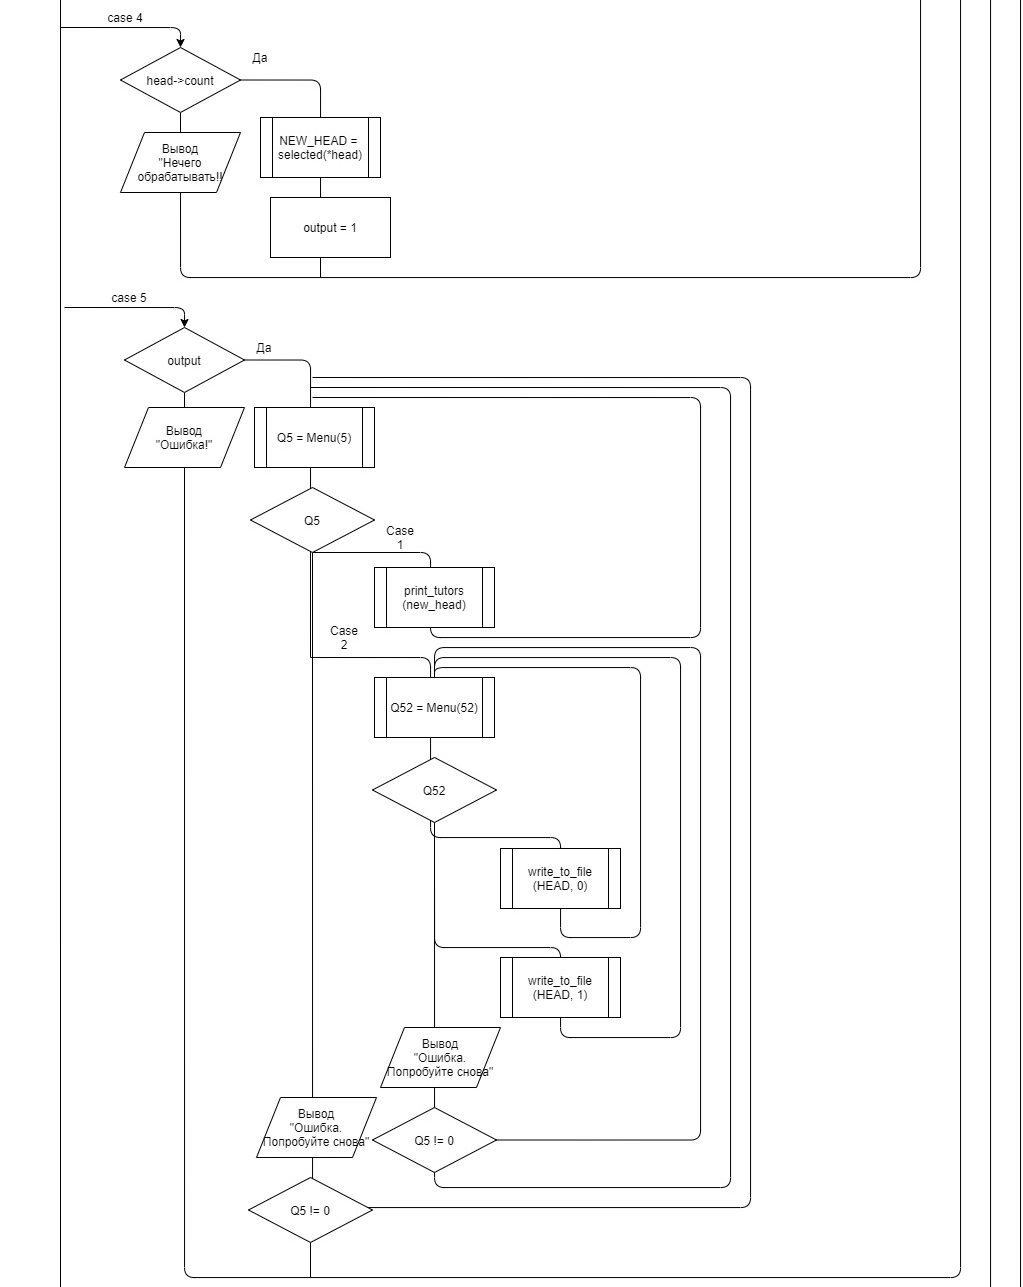 case 4
Да
head->count
Вывод
"Нечего
обрабатывать!!
NEW_HEAD =
selected(*head)
output = 1
case 5
Да
output
Вывод
"Ошибка!"
Q5 = Menu(5)
Q5
Case
1
print_tutors
(new_head)
Case
2
Q52 = Menu(52)
Q52
write_to_file
(HEAD, 0)
write_to_file
(HEAD, 1)
Вывод
"Ошибка.
Попробуйте снова"
Q5 != 0
Вывод
"Ошибка.
Попробуйте снова"
Q5 != 0